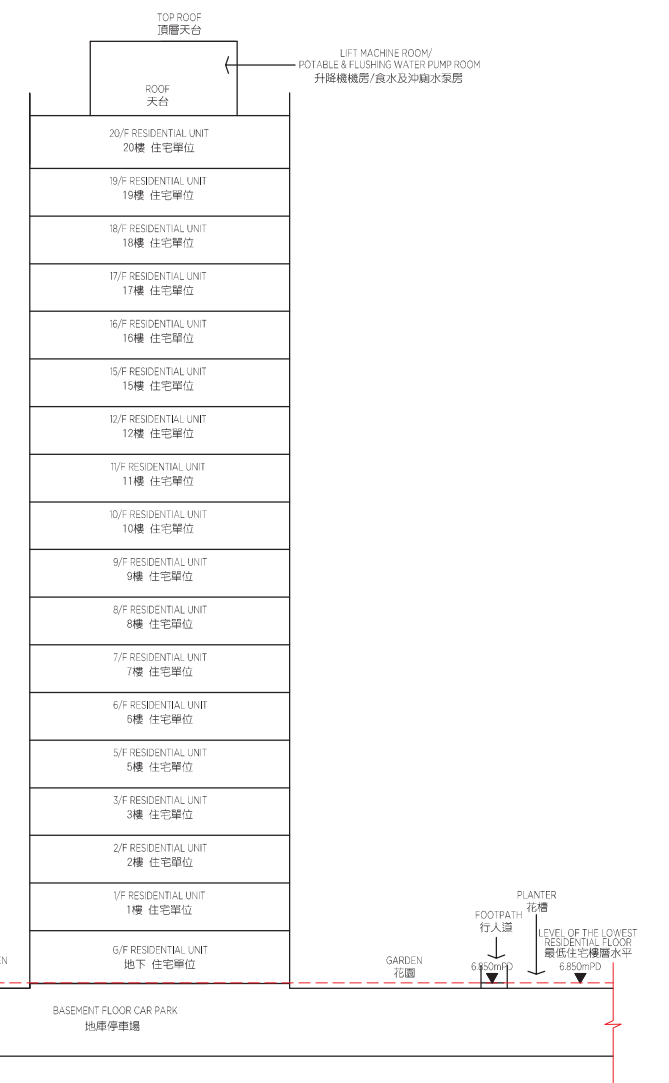 TOP ROOF
頂層天台
LIFT MACHINE ROOM/
POTABLE & FLUSHING WATER PUMP ROOM
升降機機房/食水及沖廁水泵房
ROOF
天台
20/F RESIDENTIAL UNIT
20樓 住宅單位
19/F RESIDENTIAL UNIT
19樓 住宅單位
18/F RESIDENTIAL UNIT
18樓 住宅單位
17/F RESIDENTIAL UNIT
17樓 住宅單位
16/F RESIDENTIAL UNIT
16樓 住宅單位
15/F RESIDENTIAL UNIT
15樓 住宅單位
12/F RESIDENTIAL UNIT
12樓 住宅單位
11/F RESIDENTIAL UNIT
11樓 住宅單位
10/F RESIDENTIAL UNIT
10樓 住宅單位
9/F RESIDENTIAL UNIT
9樓 住宅單位
8/F RESIDENTIAL UNIT
8樓 住宅單位
7/F RESIDENTIAL UNIT
7樓 住宅單位
6/F RESIDENTIAL UNIT
6樓 住宅單位
5/F RESIDENTIAL UNIT
5樓 住宅單位
3/F RESIDENTIAL UNIT
3樓 住宅單位
2/F RESIDENTIAL UNIT
2樓 住宅單位
1/F RESIDENTIAL UNIT
1樓 住宅單位
G/F RESIDENTIAL UNIT
地下 住宅單位
GARDEN
花園
FOOTPATH
行人道
6.850mPD
PLANTER
花槽
LEVEL OF THE LOWEST
RESIDENTIAL FLOOR
最低住宅樓層水平
6.850mPD
BASEMENT FLOOR CAR PARK
地庫停車場